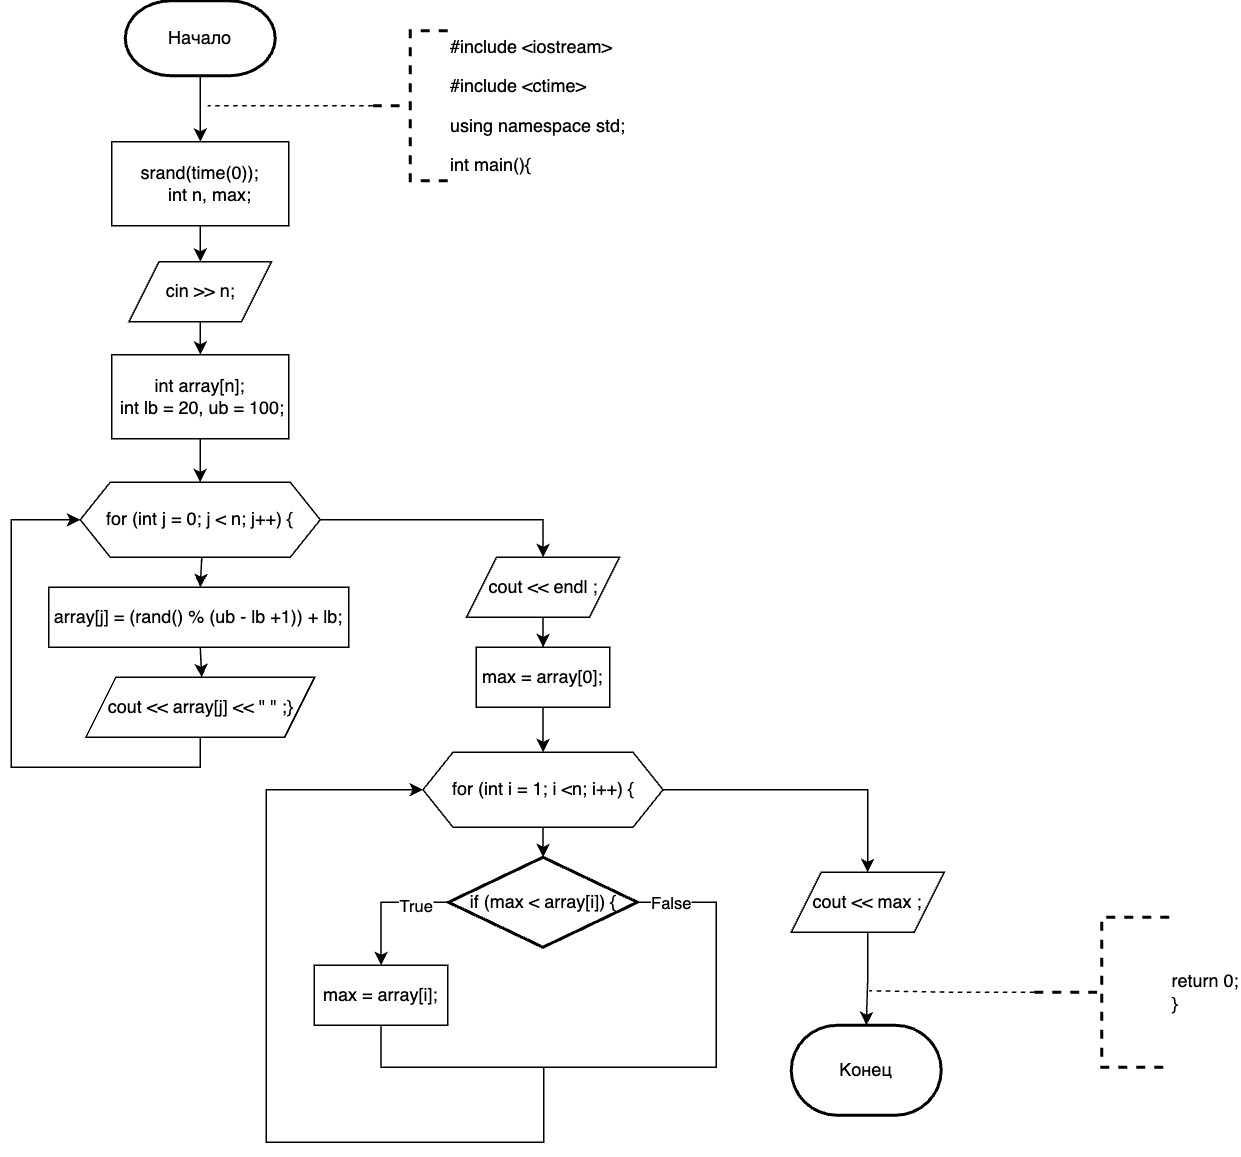 Начало
#include <iostream>
#include <ctime>
using namespace std;
int main(){
srand(time(0));
int n, max;
cin >> n;
int array[n];
int lb = 20, ub = 100;
for (int j = 0; j < n; j++) {
array[j] = (rand() % (ub - lb +1)) + lb;
cout << array[j] << " " ;}
cout << endl ;
max = array[0];
for (int i = 1; i <n; i++) {
if (max < array[i]) {
True
False
max = array[i];
cout << max ;
return 0;
}
Конец